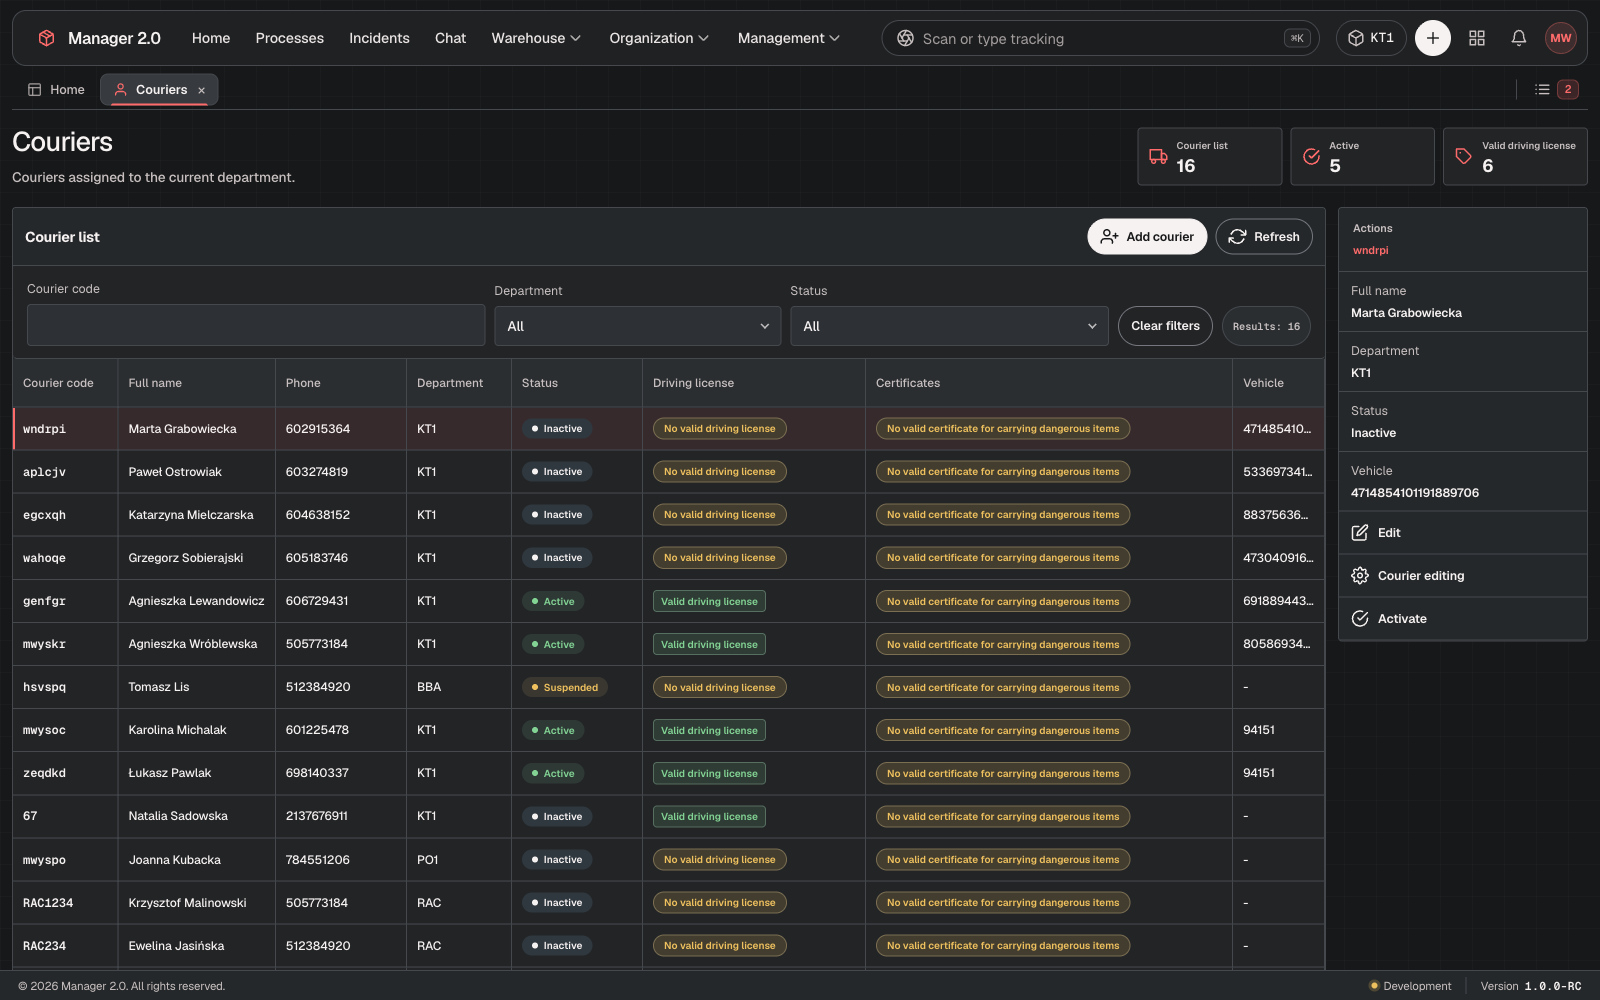 Manager 2.0 Home Processes Incidents Chat Warehouse Organization Management Scan or type tracking ⌘K KT1 MW
Home Couriers × 2
Couriers
Couriers assigned to the current department.
Courier list 16
Active 5
Valid driving license 6
Courier list Add courier Refresh
Courier code Department Status
All All Clear filters Results: 16
Courier code Full name Phone Department Status Driving license Certificates Vehicle
wndrpi Marta Grabowiecka 602915364 KT1 Inactive No valid driving license No valid certificate for carrying dangerous items 471485410...
aplcjv Paweł Ostrowiak 603274819 KT1 Inactive No valid driving license No valid certificate for carrying dangerous items 533697341...
egcxqh Katarzyna Mielczarska 604638152 KT1 Inactive No valid driving license No valid certificate for carrying dangerous items 88375636...
wahoqe Grzegorz Sobierajski 605183746 KT1 Inactive No valid driving license No valid certificate for carrying dangerous items 473040916...
genfgr Agnieszka Lewandowicz 606729431 KT1 Active Valid driving license No valid certificate for carrying dangerous items 691889443...
mwyskr Agnieszka Wróblewska 505773184 KT1 Active Valid driving license No valid certificate for carrying dangerous items 80586934...
hsvspq Tomasz Lis 512384920 BBA Suspended No valid driving license No valid certificate for carrying dangerous items -
mwysoc Karolina Michalak 601225478 KT1 Active Valid driving license No valid certificate for carrying dangerous items 94151
zeqdkd Łukasz Pawlak 698140337 KT1 Active Valid driving license No valid certificate for carrying dangerous items 94151
67 Natalia Sadowska 2137676911 KT1 Inactive Valid driving license No valid certificate for carrying dangerous items -
mwyspo Joanna Kubacka 784551206 PO1 Inactive No valid driving license No valid certificate for carrying dangerous items -
RAC1234 Krzysztof Malinowski 505773184 RAC Inactive No valid driving license No valid certificate for carrying dangerous items -
RAC234 Ewelina Jasińska 512384920 RAC Inactive No valid driving license No valid certificate for carrying dangerous items -
Actions
wndrpi
Full name
Marta Grabowiecka
Department
KT1
Status
Inactive
Vehicle
4714854101191889706
Edit
Courier editing
Activate
© 2026 Manager 2.0. All rights reserved. Development Version 1.0.0-RC